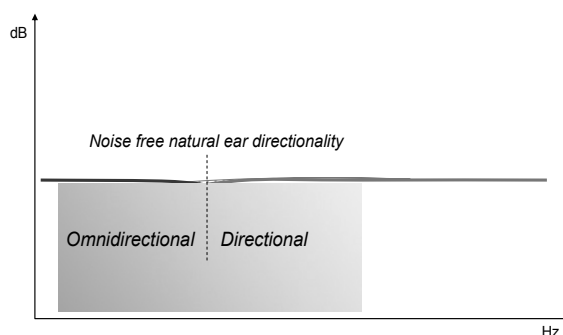 dB
Noise free natural ear directionality
Omnidirectional
Directional
Hz